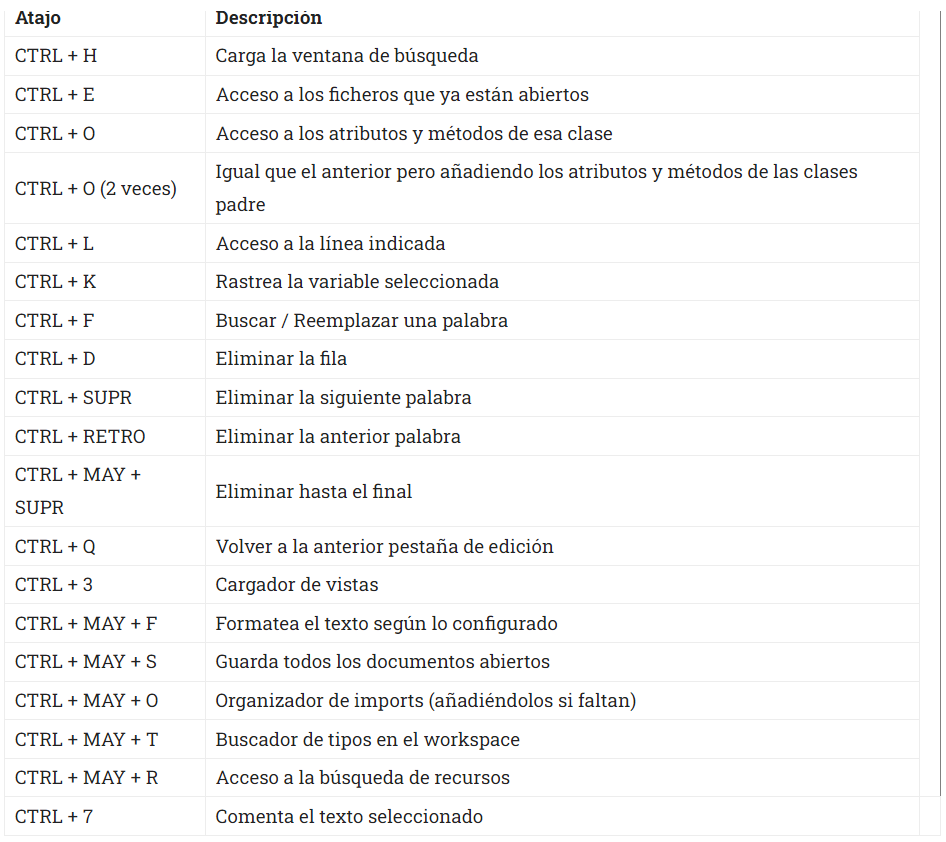 Atajo Descripción
CTRL + H Carga la ventana de búsqueda
CTRL + E Acceso a los ficheros que ya están abiertos
CTRL + O Acceso a los atributos y métodos de esa clase
CTRL + O (2 veces) Igual que el anterior pero añadiendo los atributos y métodos de las clases
padre
CTRL + L Acceso a la línea indicada
CTRL + K Rastrea la variable seleccionada
CTRL + F Buscar / Reemplazar una palabra
CTRL + D Eliminar la fila
CTRL + SUPR Eliminar la siguiente palabra
CTRL + RETRO Eliminar la anterior palabra
CTRL + MAY +
SUPR Eliminar hasta el final
CTRL + Q Volver a la anterior pestaña de edición
CTRL + 3 Cargador de vistas
CTRL + MAY + F Formatea el texto según lo configurado
CTRL + MAY + S Guarda todos los documentos abiertos
CTRL + MAY + O Organizador de imports (añadiéndolos si faltan)
CTRL + MAY + T Buscador de tipos en el workspace
CTRL + MAY + R Acceso a la búsqueda de recursos
CTRL + 7 Comenta el texto seleccionado